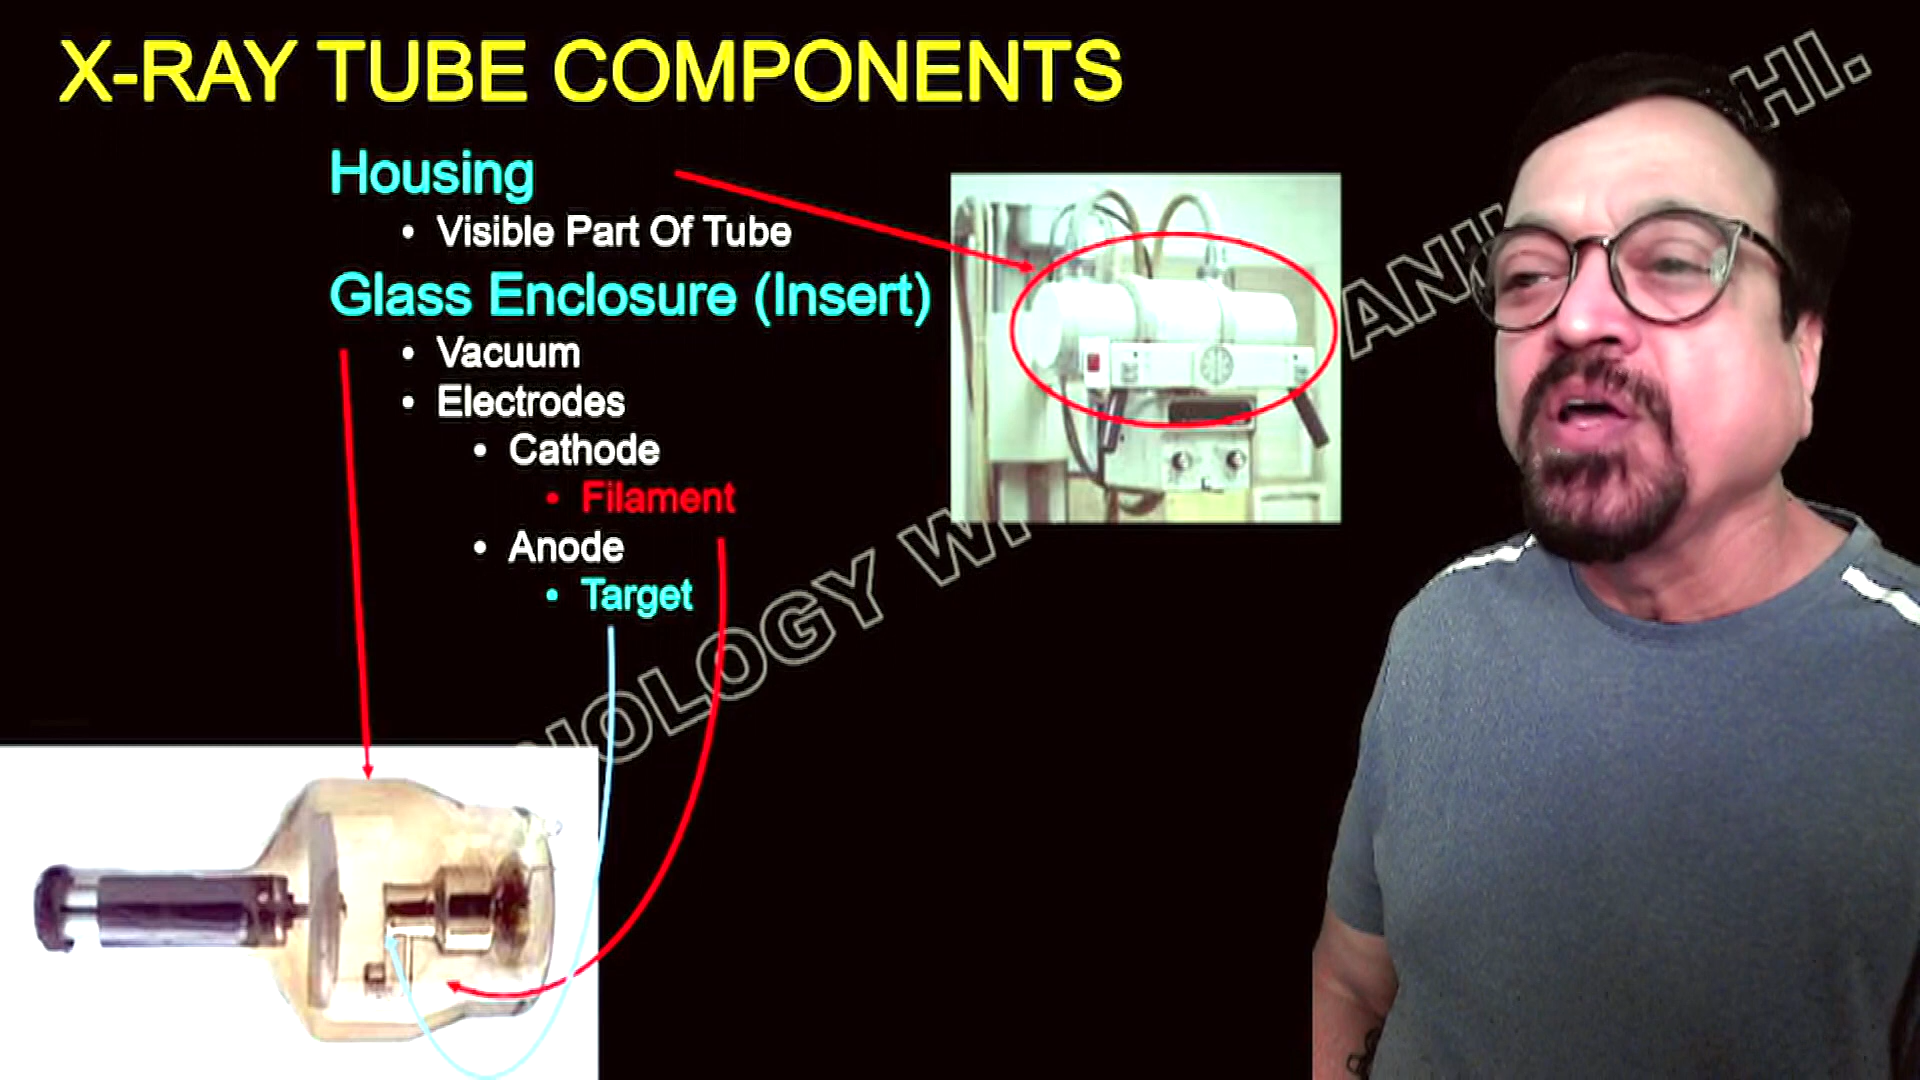 X-RAY TUBE COMPONENTS
Housing
• Visible Part Of Tube
Glass Enclosure (Insert)
• Vacuum
• Electrodes
• Cathode
• Filament
• Anode
• Target